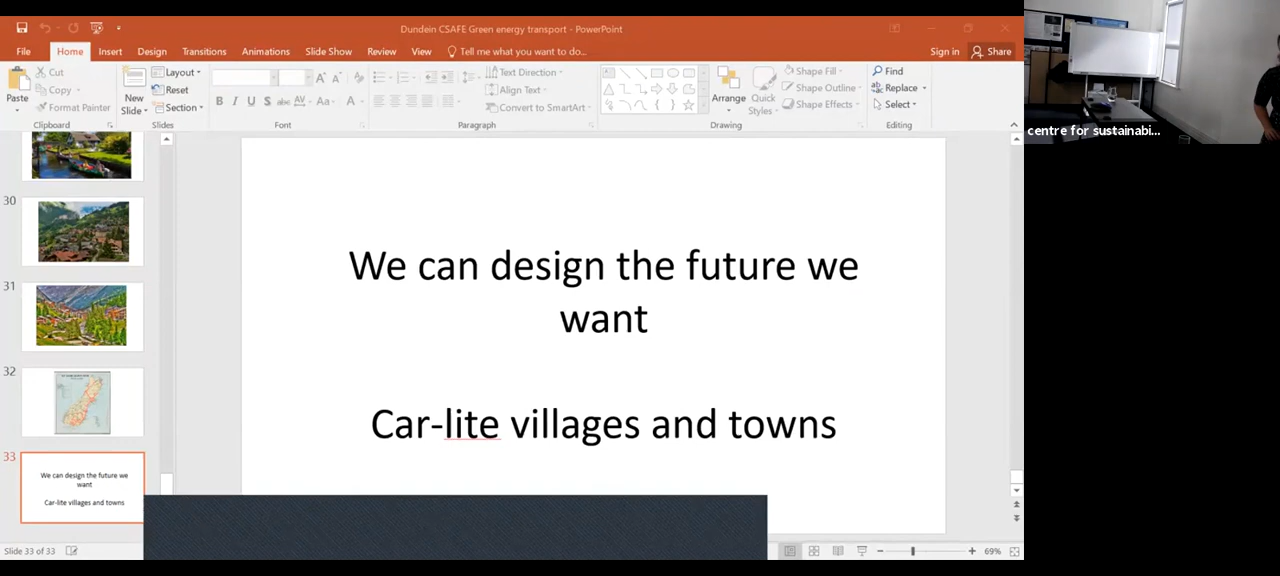 Dundein CSAFE Green energy transport - PowerPoint
File Home Insert Design Transitions Animations Slide Show Review View Tell me what you want to do... Sign in Share
Paste
Cut
Copy
Format Painter
Clipboard
New Slide
Layout
Reset
Section
Slides
B I U S abc AV Aa A
Font
Text Direction
Align Text
Convert to SmartArt
Paragraph
Arrange
Quick Styles
Shape Fill
Shape Outline
Shape Effects
Drawing
Find
Replace
Select
Editing
centre for sustainabi...
30
31
32
33
We can design the future we
want
Car-lite villages and towns
We can design the future we
want
Car-lite villages and towns
Slide 33 of 33
69%